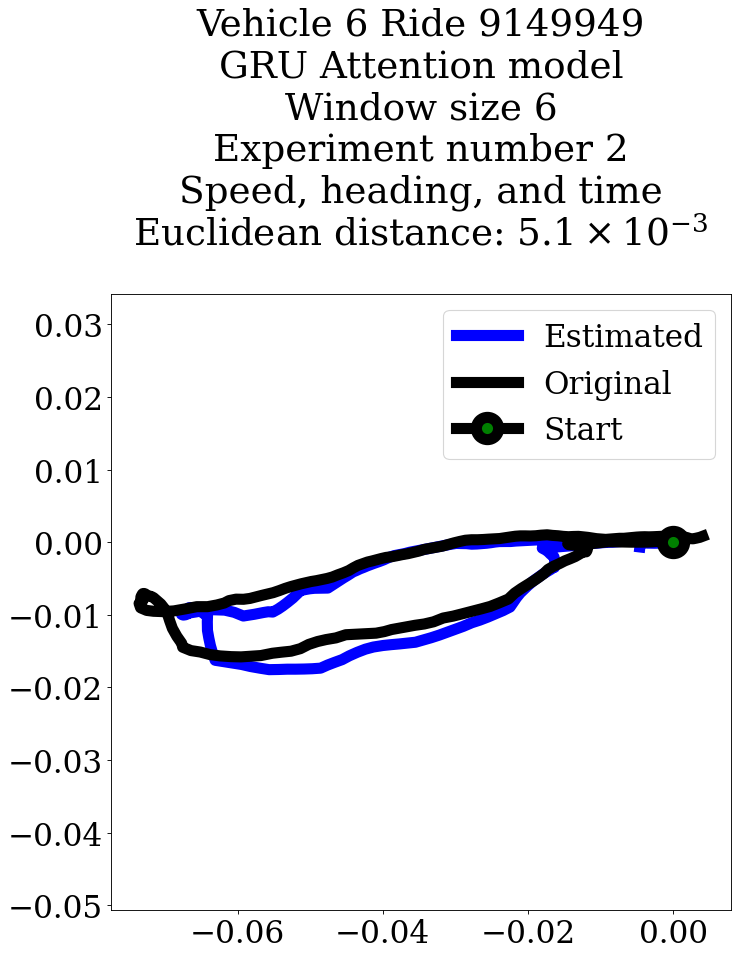 Vehicle 6 Ride 9149949
GRU Attention model
Window size 6
Experiment number 2
Speed, heading, and time
Euclidean distance: 5.1 × 10⁻³
Estimated
Original
Start
0.03
0.02
0.01
0.00
−0.01
−0.02
−0.03
−0.04
−0.05
−0.06 −0.04 −0.02 0.00